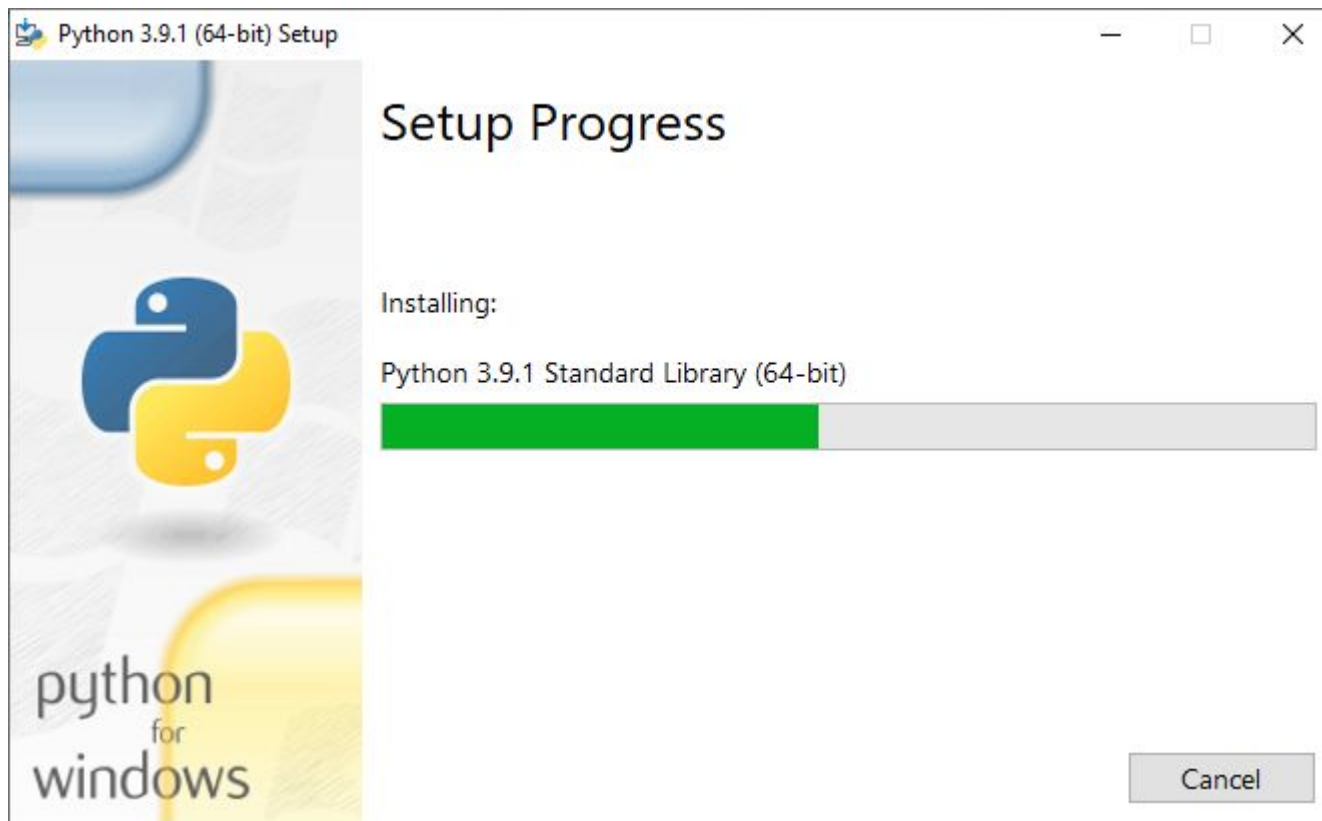 Python 3.9.1 (64-bit) Setup
Setup Progress
Installing:
Python 3.9.1 Standard Library (64-bit)
python
for
windows
Cancel